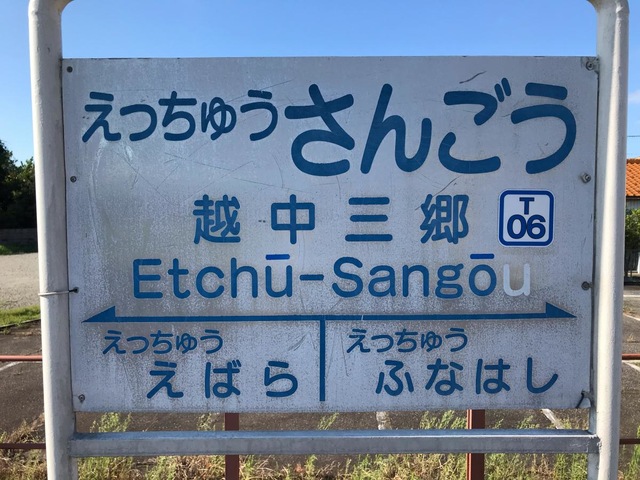 えっちゅうさんごう
越中三郷
T
06
Etchū-Sangōu
えっちゅう えっちゅう
えばら ふなはし